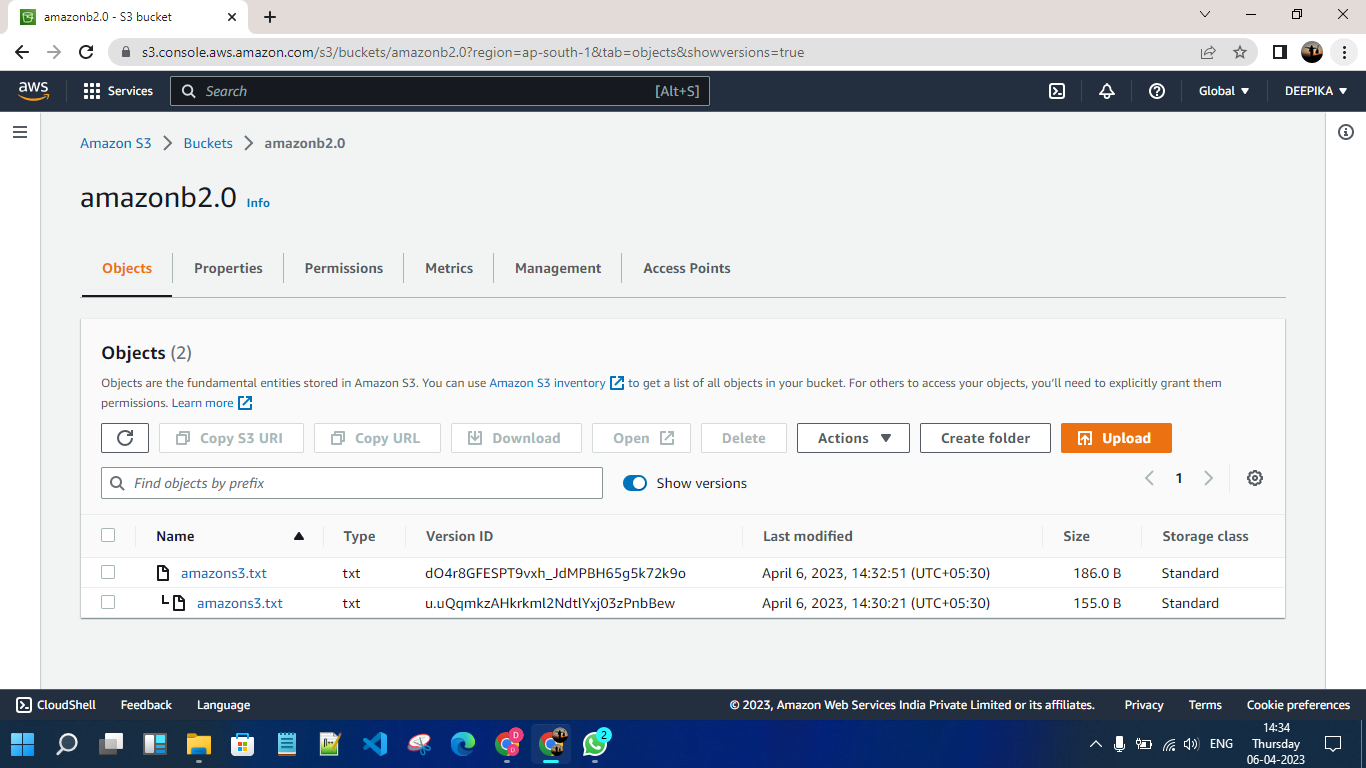 amazonb2.0 - S3 bucket
s3.console.aws.amazon.com/s3/buckets/amazonb2.0?region=ap-south-1&tab=objects&showversions=true
aws Services Search [Alt+S] Global DEEPIKA
Amazon S3 Buckets amazonb2.0
amazonb2.0 Info
Objects Properties Permissions Metrics Management Access Points
Objects (2)
Objects are the fundamental entities stored in Amazon S3. You can use Amazon S3 inventory to get a list of all objects in your bucket. For others to access your objects, you'll need to explicitly grant them
permissions. Learn more
Copy S3 URI Copy URL Download Open Delete Actions Create folder Upload
Find objects by prefix Show versions 1
Name Type Version ID Last modified Size Storage class
amazons3.txt txt dO4r8GFESPT9vxh_JdMPBH65g5k72k9o April 6, 2023, 14:32:51 (UTC+05:30) 186.0 B Standard
amazons3.txt txt u.uQqmkzAHkrkml2NdtlYxj03zPnbBew April 6, 2023, 14:30:21 (UTC+05:30) 155.0 B Standard
CloudShell Feedback Language © 2023, Amazon Web Services India Private Limited or its affiliates. Privacy Terms Cookie preferences
D D 2 ENG
14:34
Thursday
06-04-2023